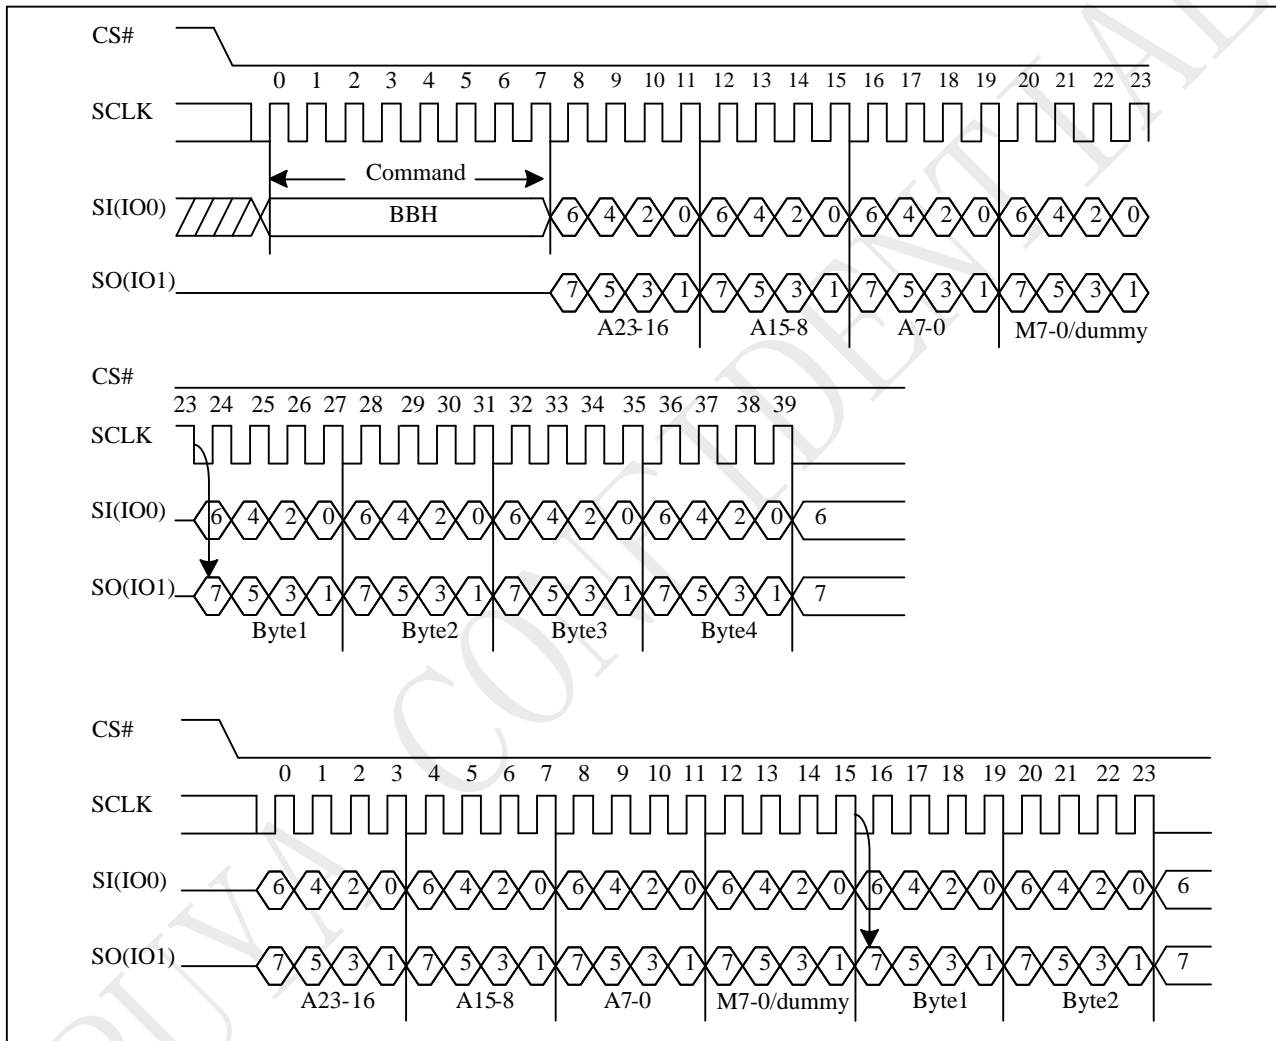 CS#
0 1 2 3 4 5 6 7 8 9 10 11 12 13 14 15 16 17 18 19 20 21 22 23
SCLK
Command
SI(IO0) BBH 6 4 2 0 6 4 2 0 6 4 2 0 6 4 2 0
SO(IO1) 7 5 3 1 7 5 3 1 7 5 3 1 7 5 3 1
A23-16 A15-8 A7-0 M7-0/dummy
CS#
23 24 25 26 27 28 29 30 31 32 33 34 35 36 37 38 39
SCLK
SI(IO0) 6 4 2 0 6 4 2 0 6 4 2 0 6 4 2 0 6
SO(IO1) 7 5 3 1 7 5 3 1 7 5 3 1 7 5 3 1 7
Byte1 Byte2 Byte3 Byte4
CS#
0 1 2 3 4 5 6 7 8 9 10 11 12 13 14 15 16 17 18 19 20 21 22 23
SCLK
SI(IO0) 6 4 2 0 6 4 2 0 6 4 2 0 6 4 2 0 6 4 2 0 6 4 2 0 6
SO(IO1) 7 5 3 1 7 5 3 1 7 5 3 1 7 5 3 1 7 5 3 1 7 5 3 1 7
A23-16 A15-8 A7-0 M7-0/dummy Byte1 Byte2
PUYA CONFIDENTIAL